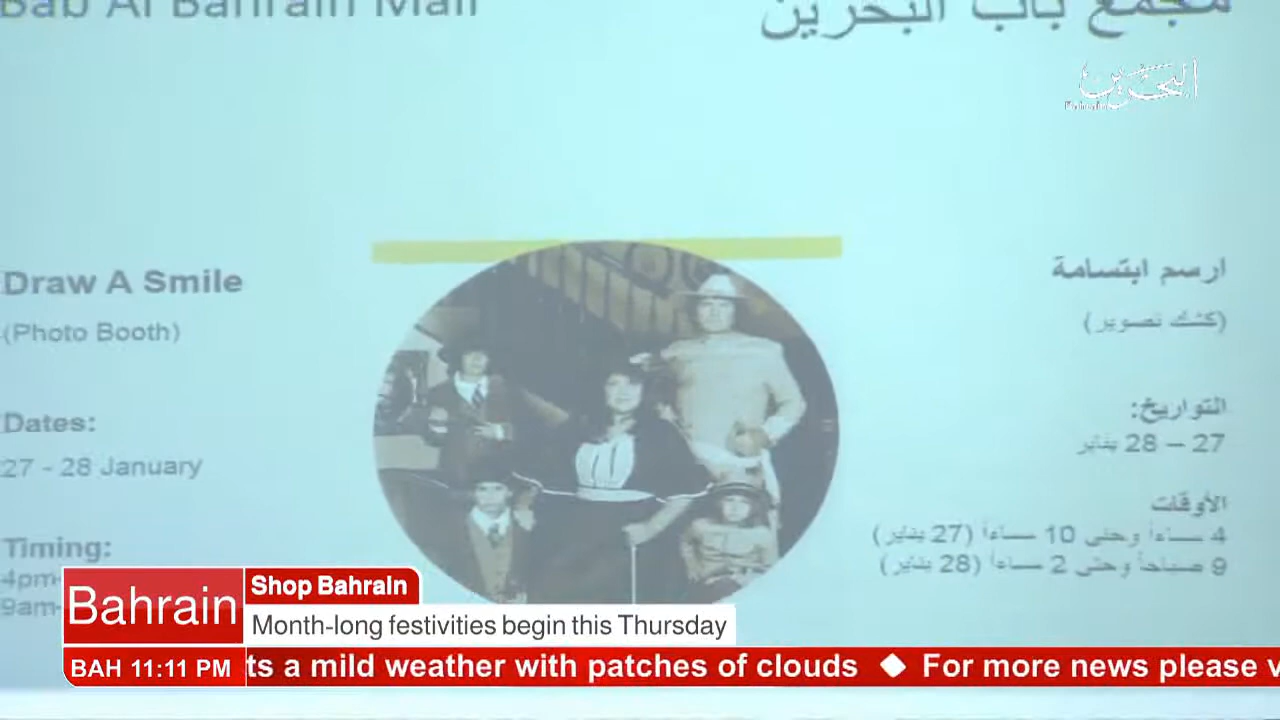 Bab Al Bahrain Mall
مجمع باب البحرين
البحرين
Bahrain
Draw A Smile
(Photo Booth)
Dates:
27 - 28 January
Timing:
4pm-
9am-
ارسم ابتسامة
(كشك تصوير)
التواريخ:
27 – 28 يناير
الأوقات
4 مساءاً وحتى 10 مساءاً (27 يناير)
9 صباحاً وحتى 2 مساءاً (28 يناير)
Bahrain
Shop Bahrain
Month-long festivities begin this Thursday
BAH 11:11 PM
ts a mild weather with patches of clouds ◆ For more news please v